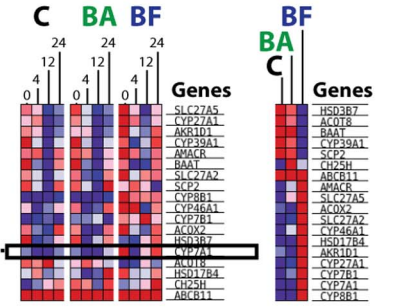 C BA BF
24 24 24
12 12 12
4 4 4
0 0 0
Genes
SLC27A5
CYP27A1
AKR1D1
CYP39A1
AMACR
BAAT
SLC27A2
SCP2
CYP8B1
CYP46A1
CYP7B1
ACOX2
HSD3B7
CYP7A1
ACOT8
HSD17B4
CH25H
ABCB11
BF
BA
C
Genes
HSD3B7
ACOT8
BAAT
CYP39A1
SCP2
CH25H
ABCB11
AMACR
SLC27A5
ACOX2
SLC27A2
CYP46A1
HSD17B4
AKR1D1
CYP27A1
CYP7B1
CYP7A1
CYP8B1